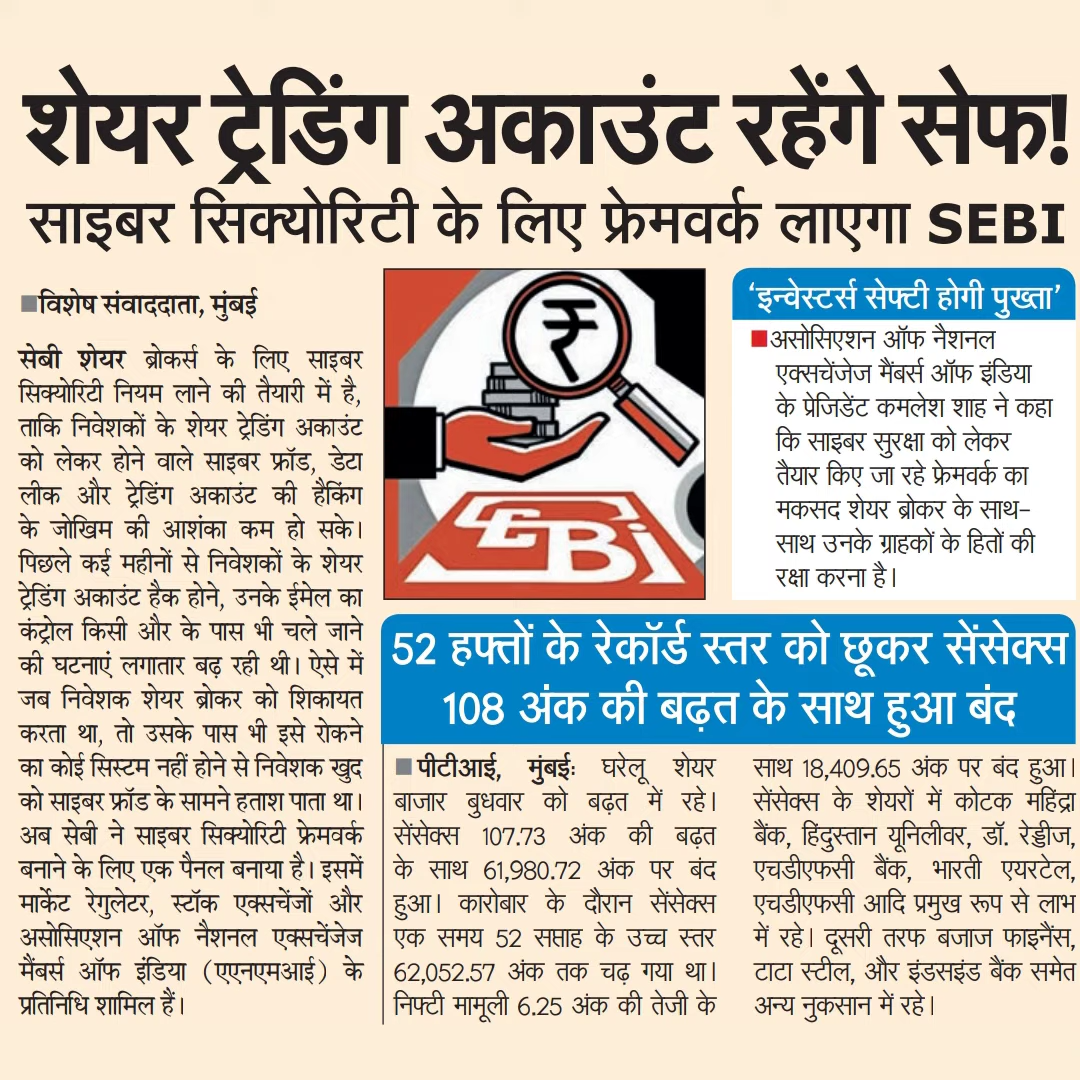 शेयर ट्रेडिंग अकाउंट रहेंगे सेफ!
साइबर सिक्योरिटी के लिए फ्रेमवर्क लाएगा SEBI
■विशेष संवाददाता, मुंबई
सेबी शेयर ब्रोकर्स के लिए साइबर
सिक्योरिटी नियम लाने की तैयारी में है,
ताकि निवेशकों के शेयर ट्रेडिंग अकाउंट
को लेकर होने वाले साइबर फ्रॉड, डेटा
लीक और ट्रेडिंग अकाउंट की हैकिंग
के जोखिम की आशंका कम हो सके।
पिछले कई महीनों से निवेशकों के शेयर
ट्रेडिंग अकाउंट हैक होने, उनके ईमेल का
कंट्रोल किसी और के पास भी चले जाने
की घटनाएं लगातार बढ़ रही थी। ऐसे में
जब निवेशक शेयर ब्रोकर को शिकायत
करता था, तो उसके पास भी इसे रोकने
का कोई सिस्टम नहीं होने से निवेशक खुद
को साइबर फ्रॉड के सामने हताश पाता था।
अब सेबी ने साइबर सिक्योरिटी फ्रेमवर्क
बनाने के लिए एक पैनल बनाया है। इसमें
मार्केट रेगुलेटर, स्टॉक एक्सचेंजों और
असोसिएशन ऑफ नैशनल एक्सचेंजेज
मैंबर्स ऑफ इंडिया (एएनएमआई) के
प्रतिनिधि शामिल हैं।
₹
SEBI
‘इन्वेस्टर्स सेफ्टी होगी पुख्ता’
■असोसिएशन ऑफ नैशनल
एक्सचेंजेज मैंबर्स ऑफ इंडिया
के प्रेजिडेंट कमलेश शाह ने कहा
कि साइबर सुरक्षा को लेकर
तैयार किए जा रहे फ्रेमवर्क का
मकसद शेयर ब्रोकर के साथ-
साथ उनके ग्राहकों के हितों की
रक्षा करना है।
52 हफ्तों के रेकॉर्ड स्तर को छूकर सेंसेक्स
108 अंक की बढ़त के साथ हुआ बंद
■पीटीआई, मुंबई: घरेलू शेयर
बाजार बुधवार को बढ़त में रहे।
सेंसेक्स 107.73 अंक की बढ़त
के साथ 61,980.72 अंक पर बंद
हुआ। कारोबार के दौरान सेंसेक्स
एक समय 52 सप्ताह के उच्च स्तर
62,052.57 अंक तक चढ़ गया था।
निफ्टी मामूली 6.25 अंक की तेजी के
साथ 18,409.65 अंक पर बंद हुआ।
सेंसेक्स के शेयरों में कोटक महिंद्रा
बैंक, हिंदुस्तान यूनिलीवर, डॉ. रेड्डीज,
एचडीएफसी बैंक, भारती एयरटेल,
एचडीएफसी आदि प्रमुख रूप से लाभ
में रहे। दूसरी तरफ बजाज फाइनैंस,
टाटा स्टील, और इंडसइंड बैंक समेत
अन्य नुकसान में रहे।